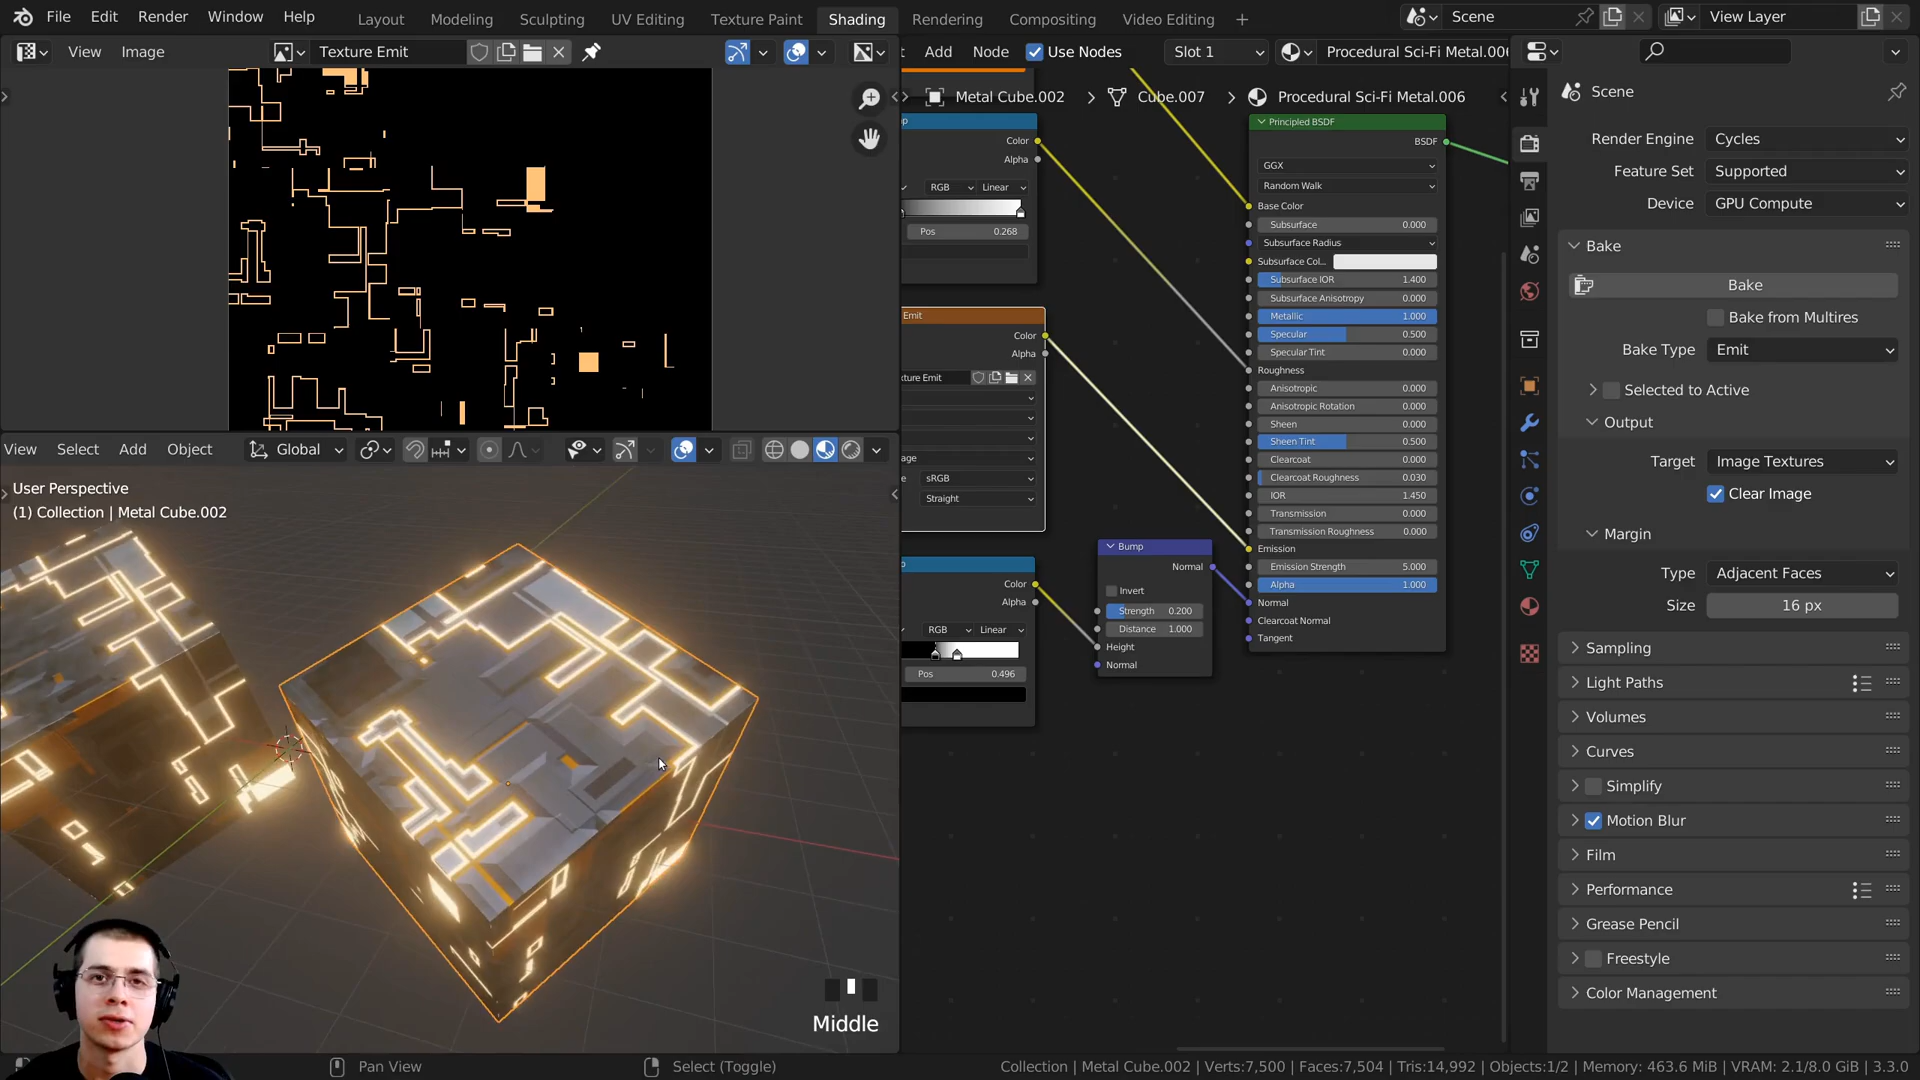 File Edit Render Window Help Layout Modeling Sculpting UV Editing Texture Paint Shading Rendering Compositing Video Editing Scene View Layer
View Image Texture Emit
Add Node Use Nodes Slot 1 Procedural Sci-Fi Metal.00
Metal Cube.002 Cube.007 Procedural Sci-Fi Metal.006
Color
Alpha
RGB Linear
Pos 0.268
Emit
Color
Alpha
xture Emit
age
sRGB
Straight
Color
Alpha
RGB Linear
Pos 0.496
Bump
Normal
Invert
Strength 0.200
Distance 1.000
Height
Normal
Principled BSDF
BSDF
GGX
Random Walk
Base Color
Subsurface 0.000
Subsurface Radius
Subsurface Col...
Subsurface IOR 1.400
Subsurface Anisotropy 0.000
Metallic 1.000
Specular 0.500
Specular Tint 0.000
Roughness
Anisotropic 0.000
Anisotropic Rotation 0.000
Sheen 0.000
Sheen Tint 0.500
Clearcoat 0.000
Clearcoat Roughness 0.030
IOR 1.450
Transmission 0.000
Transmission Roughness 0.000
Emission
Emission Strength 5.000
Alpha 1.000
Normal
Clearcoat Normal
Tangent
Scene
Render Engine Cycles
Feature Set Supported
Device GPU Compute
Bake
Bake
Bake from Multires
Bake Type Emit
Selected to Active
Output
Target Image Textures
Clear Image
Margin
Type Adjacent Faces
Size 16 px
Sampling
Light Paths
Volumes
Curves
Simplify
Motion Blur
Film
Performance
Grease Pencil
Freestyle
Color Management
View Select Add Object Global
User Perspective
(1) Collection | Metal Cube.002
Middle
Pan View Select (Toggle) Collection | Metal Cube.002 | Verts:7,500 | Faces:7,504 | Tris:14,992 | Objects:1/2 | Memory: 463.6 MiB | VRAM: 2.1/8.0 GiB | 3.3.0